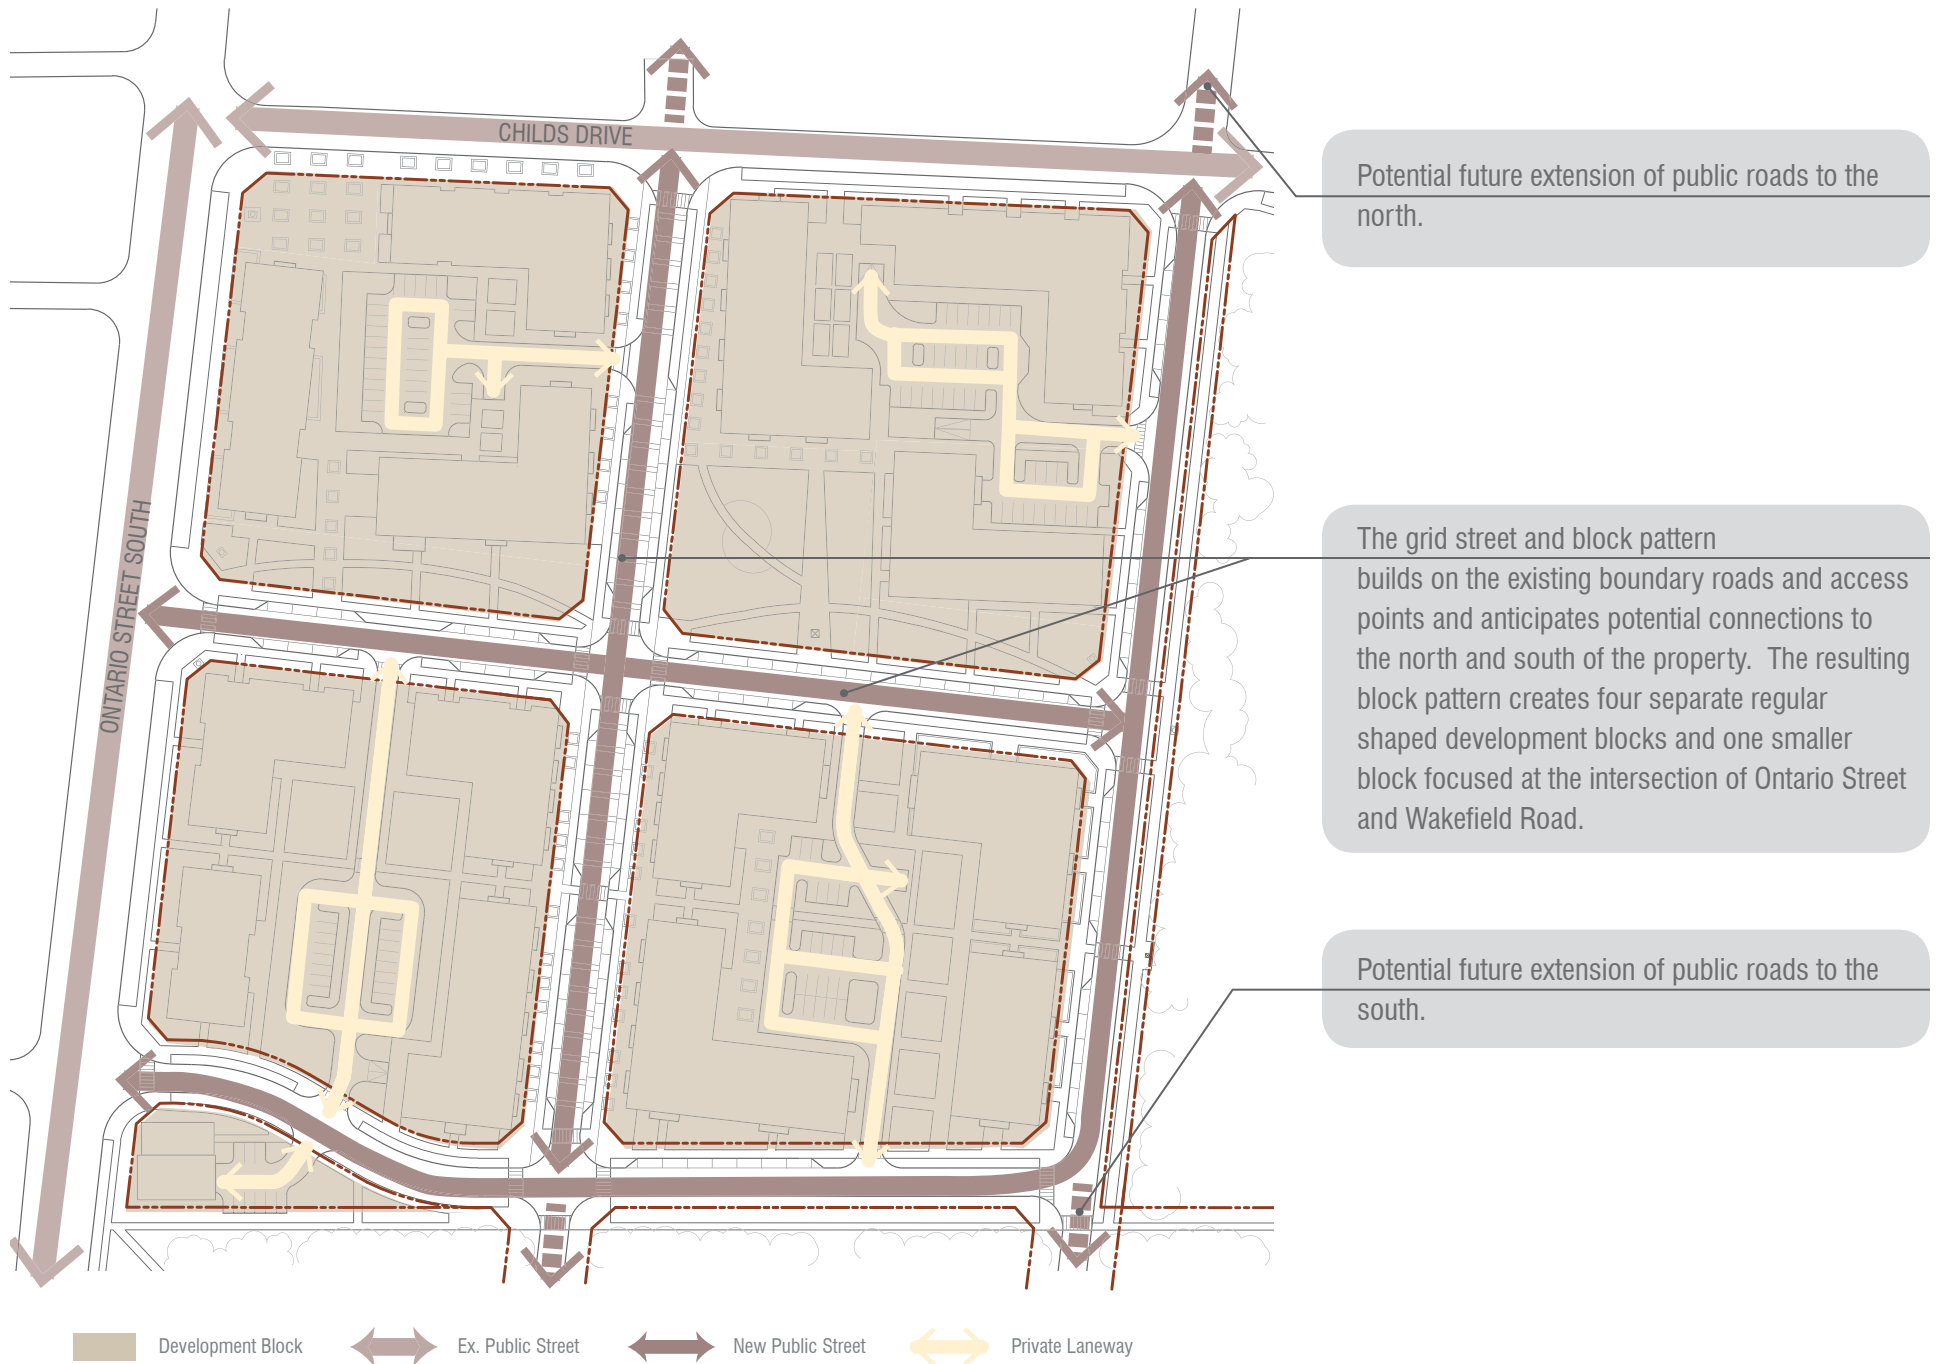 CHILDS DRIVE
ONTARIO STREET SOUTH
Potential future extension of public roads to the
north.
The grid street and block pattern
builds on the existing boundary roads and access
points and anticipates potential connections to
the north and south of the property.  The resulting
block pattern creates four separate regular
shaped development blocks and one smaller
block focused at the intersection of Ontario Street
and Wakefield Road.
Potential future extension of public roads to the
south.
Development Block
Ex. Public Street
New Public Street
Private Laneway